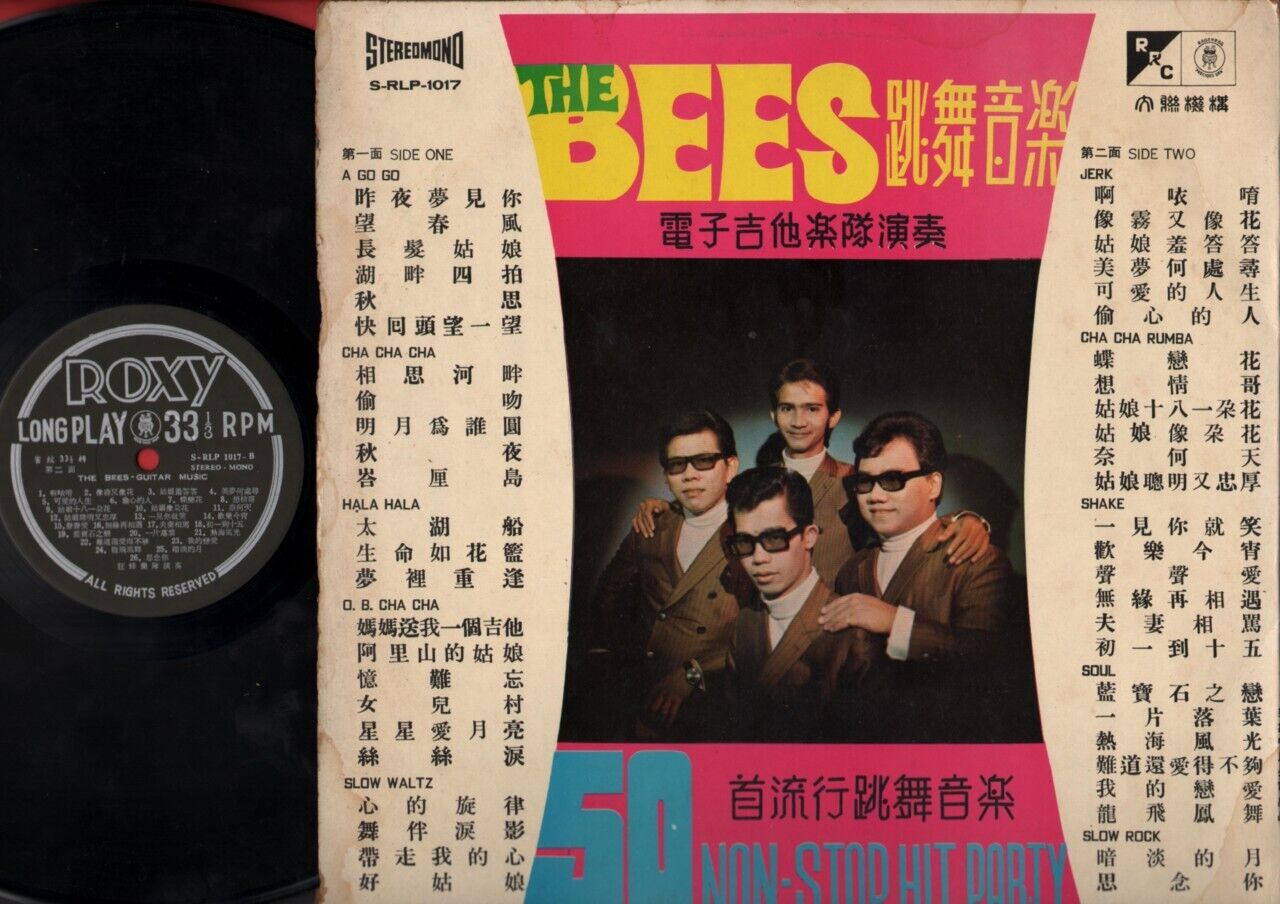 ROXY
LONG PLAY 33 1/3 RPM
S-RLP 1017-B
STEREO - MONO
第二面
THE BEES-GUITAR MUSIC
ALL RIGHTS RESERVED
STEREOMONO
S-RLP-1017
THE BEES 跳舞音楽
電子吉他楽隊演奏
RRC
第一面 SIDE ONE
A GO GO
昨夜夢見你
望春風
長髮姑娘
湖畔四拍
秋思
快回頭望一望
CHA CHA CHA
相思河畔
偷吻
明月爲誰圓
秋夜
峇厘島
HALA HALA
太湖船
生命如花籃
夢裡重逢
O. B. CHA CHA
媽媽送我一個吉他
阿里山的姑娘
憶難忘
女兒村
星星愛月亮
絲絲淚
SLOW WALTZ
心的旋律
舞伴淚影
帶走我的心
好姑娘
第二面 SIDE TWO
JERK
啊咴唷
像霧又像花
姑娘羞答答
美夢何處尋
可愛的人生
偷心的人
CHA CHA RUMBA
蝶戀花
想情哥
姑娘十八一朶花
姑娘像朶花
奈何天
姑娘聰明又忠厚
SHAKE
一見你就笑
歡樂今宵
聲聲愛
無緣再相遇
夫妻相罵
初一到十五
SOUL
藍寶石之戀
一片落葉
熱海風光
難道還愛得不夠
我的戀愛
龍飛鳳舞
SLOW ROCK
暗淡的月
思念你
50 首流行跳舞音楽
NON-STOP HIT PARTY